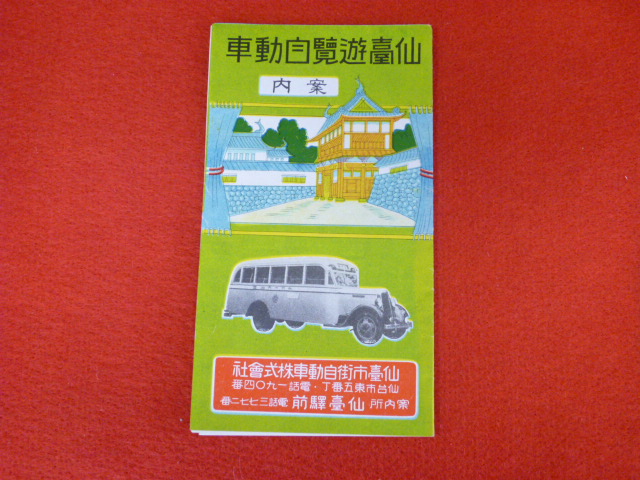 仙臺遊覽自動車
案内
仙臺市街自動車株式會社
仙台市東五番丁・電話一九〇四番
案内所 仙臺驛前 電話三七七二番